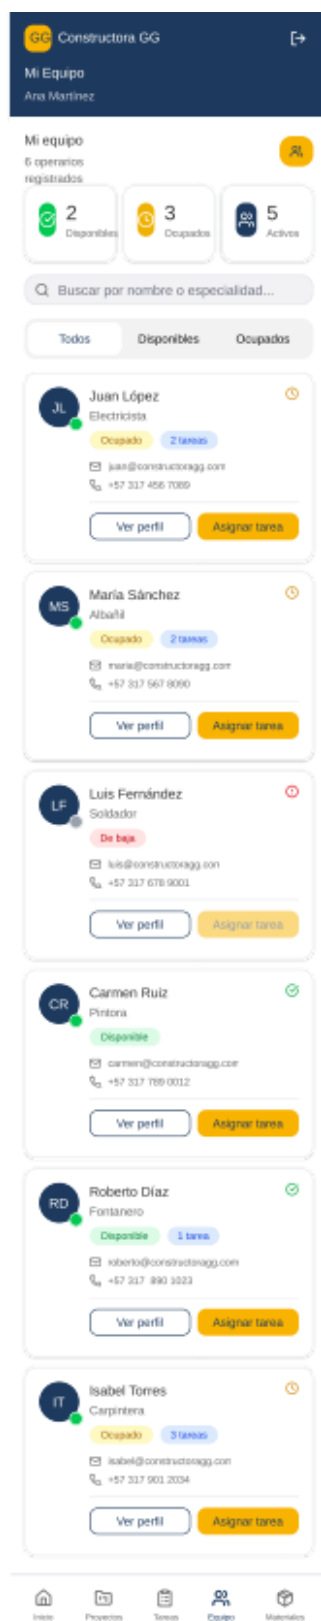 GG Constructora GG
Mi Equipo
Ana Martínez
Mi equipo
6 operarios
registrados
2
Disponibles
3
Ocupados
5
Activos
Buscar por nombre o especialidad...
Todos Disponibles Ocupados
JL
Juan López
Electricista
Ocupado 2 tareas
juan@constructoragg.com
+57 317 456 7089
Ver perfil Asignar tarea
MS
María Sánchez
Albañil
Ocupado 2 tareas
maria@constructoragg.com
+57 317 567 8090
Ver perfil Asignar tarea
LF
Luis Fernández
Soldador
De baja
luis@constructoragg.com
+57 317 678 9001
Ver perfil Asignar tarea
CR
Carmen Ruiz
Pintora
Disponible
carmen@constructoragg.com
+57 317 789 0012
Ver perfil Asignar tarea
RD
Roberto Díaz
Fontanero
Disponible 1 tarea
roberto@constructoragg.com
+57 317 890 1023
Ver perfil Asignar tarea
IT
Isabel Torres
Carpintera
Ocupado 3 tareas
isabel@constructoragg.com
+57 317 901 2034
Ver perfil Asignar tarea
Inicio Proyectos Tareas Equipo Materiales